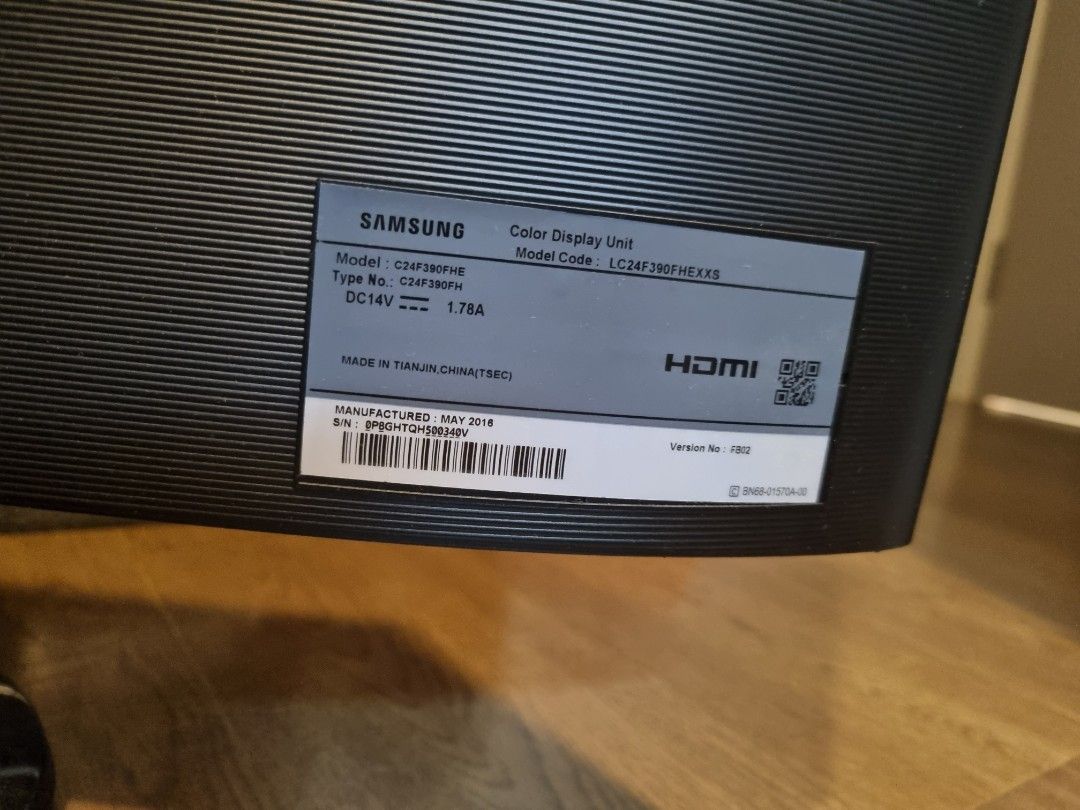 SAMSUNG
Color Display Unit
Model Code : LC24F390FHEXXS
Model : C24F390FHE
Type No.: C24F390FH
DC14V 1.78A
HDMI
MADE IN TIANJIN,CHINA(TSEC)
MANUFACTURED : MAY 2016
S/N : 0PBGHTQH500340V
Version No : FB02
C BN68-01570A-00